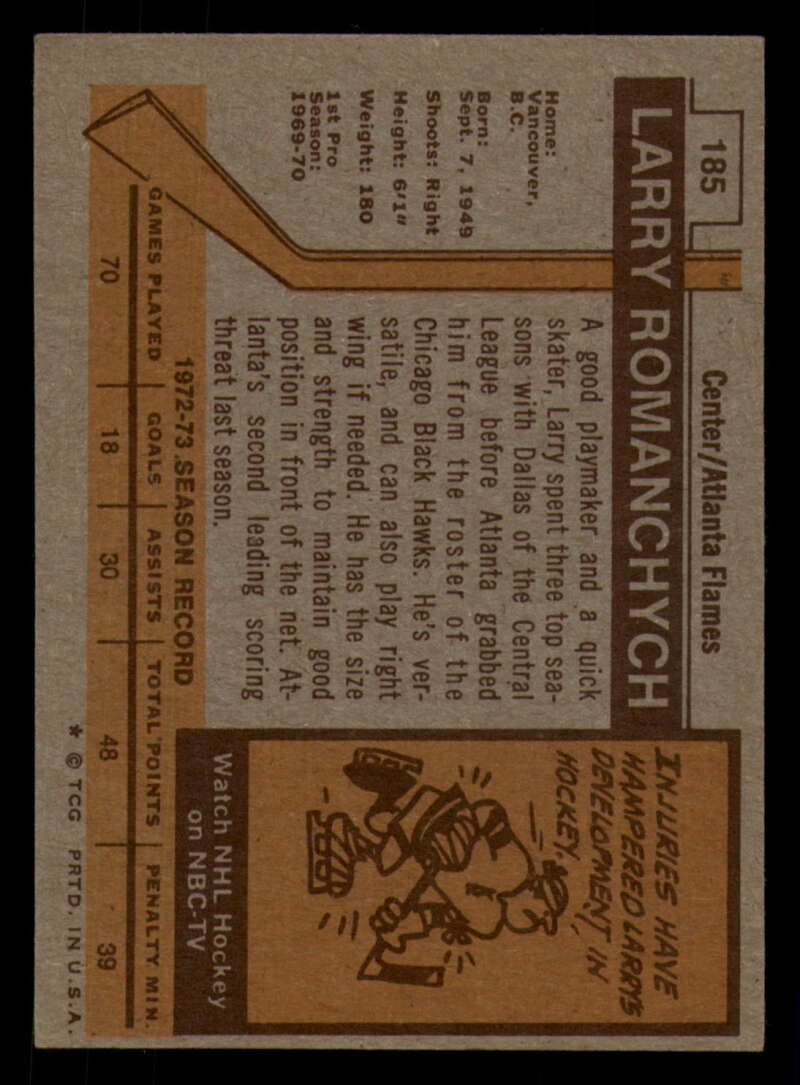 185
Center/Atlanta Flames
LARRY ROMANCHYCH
Home:
Vancouver,
B.C.
Born:
Sept. 7, 1949
Shoots: Right
Height: 6'1"
Weight: 180
1st Pro
Season:
1969-70
A good playmaker and a quick
skater, Larry spent three top sea-
sons with Dallas of the Central
League before Atlanta grabbed
him from the roster of the
Chicago Black Hawks. He's ver-
satile, and can also play right
wing if needed. He has the size
and strength to maintain good
position in front of the net. At-
lanta's second leading scoring
threat last season.
INJURIES HAVE
HAMPERED LARRY'S
DEVELOPMENT IN
HOCKEY.
Watch NHL Hockey
on NBC-TV
1972-73 SEASON RECORD
GAMES PLAYED GOALS ASSISTS TOTAL POINTS PENALTY MIN.
70 18 30 48 39
* © TCG PRTD. IN U.S.A.